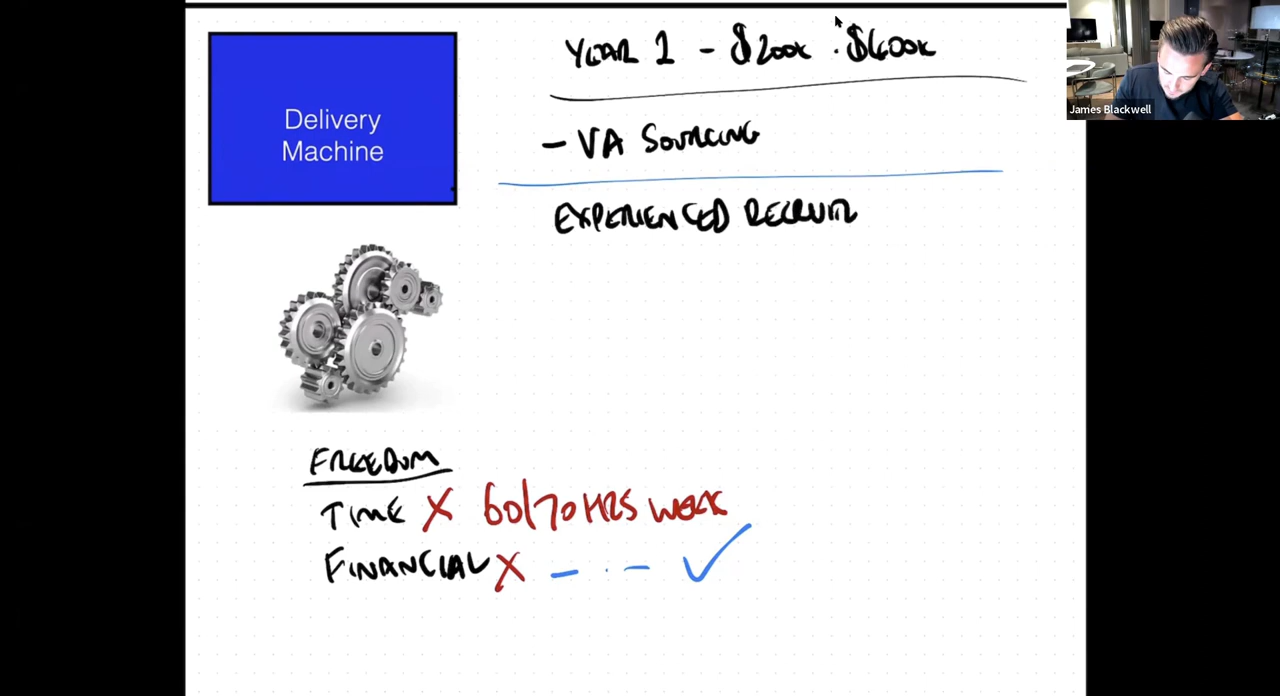 Delivery
Machine
YEAR 1 - $200K - $600K
James Blackwell
- VA SOURCING
EXPERIENCED RECRUIT
FREEDOM
TIME X 60/70 HRS WEEK
FINANCIAL X - - - ✓